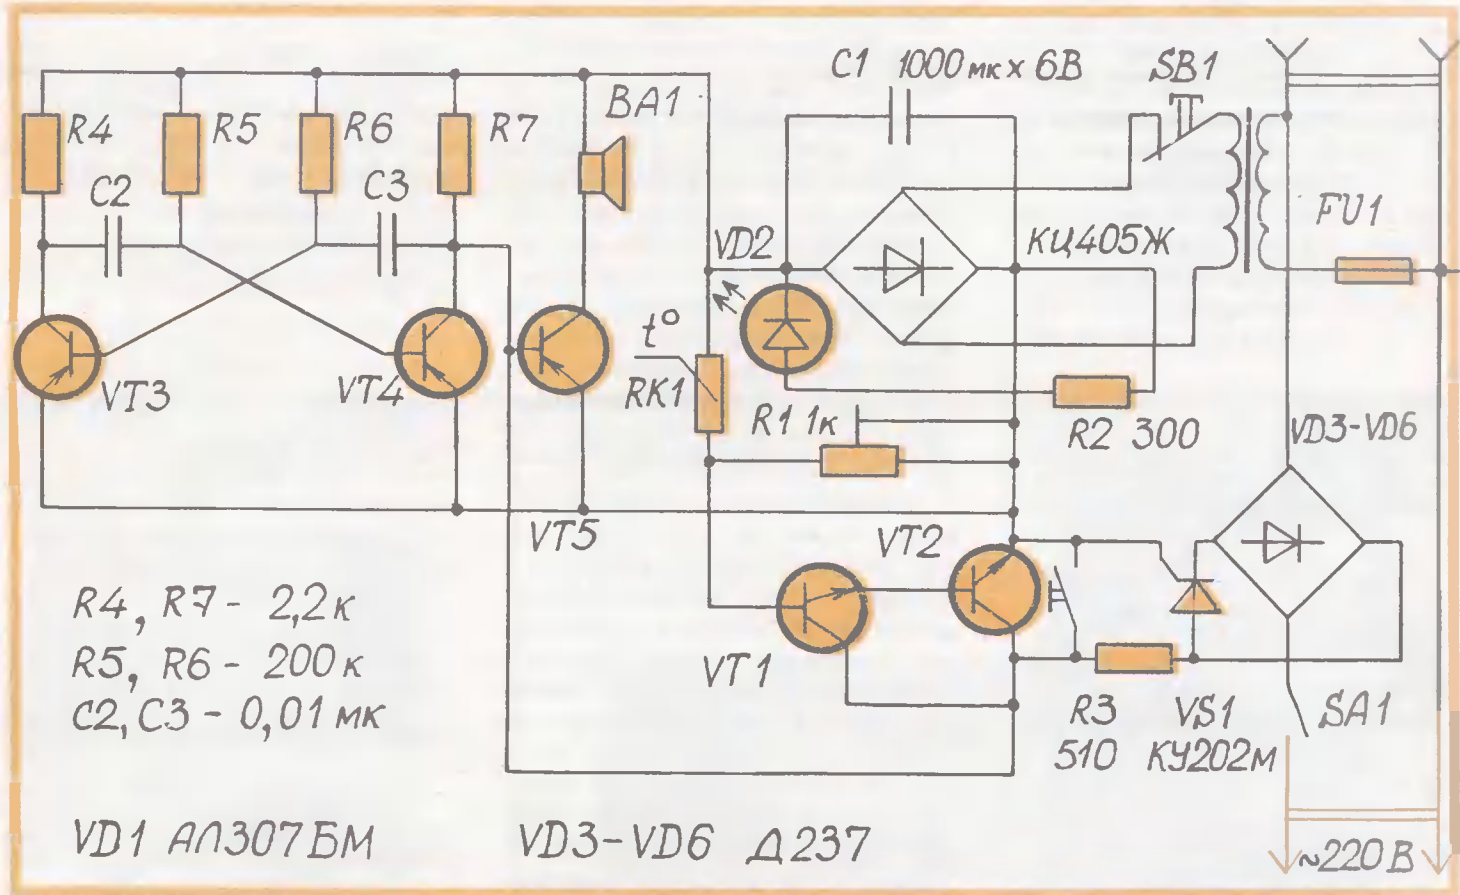 C1 1000мк x 6В
SB1
R4
R5
R6
R7
BA1
C2
C3
FU1
VD2
КЦ405Ж
t°
RK1
VT3
VT4
R1 1к
R2 300
VD3-VD6
VT5
VT2
VT1
R4, R7 - 2,2к
R5, R6 - 200к
C2, C3 - 0,01 мк
R3
510
VS1
КУ202М
SA1
VD1 АЛ307БМ
VD3-VD6 Д237
~220В